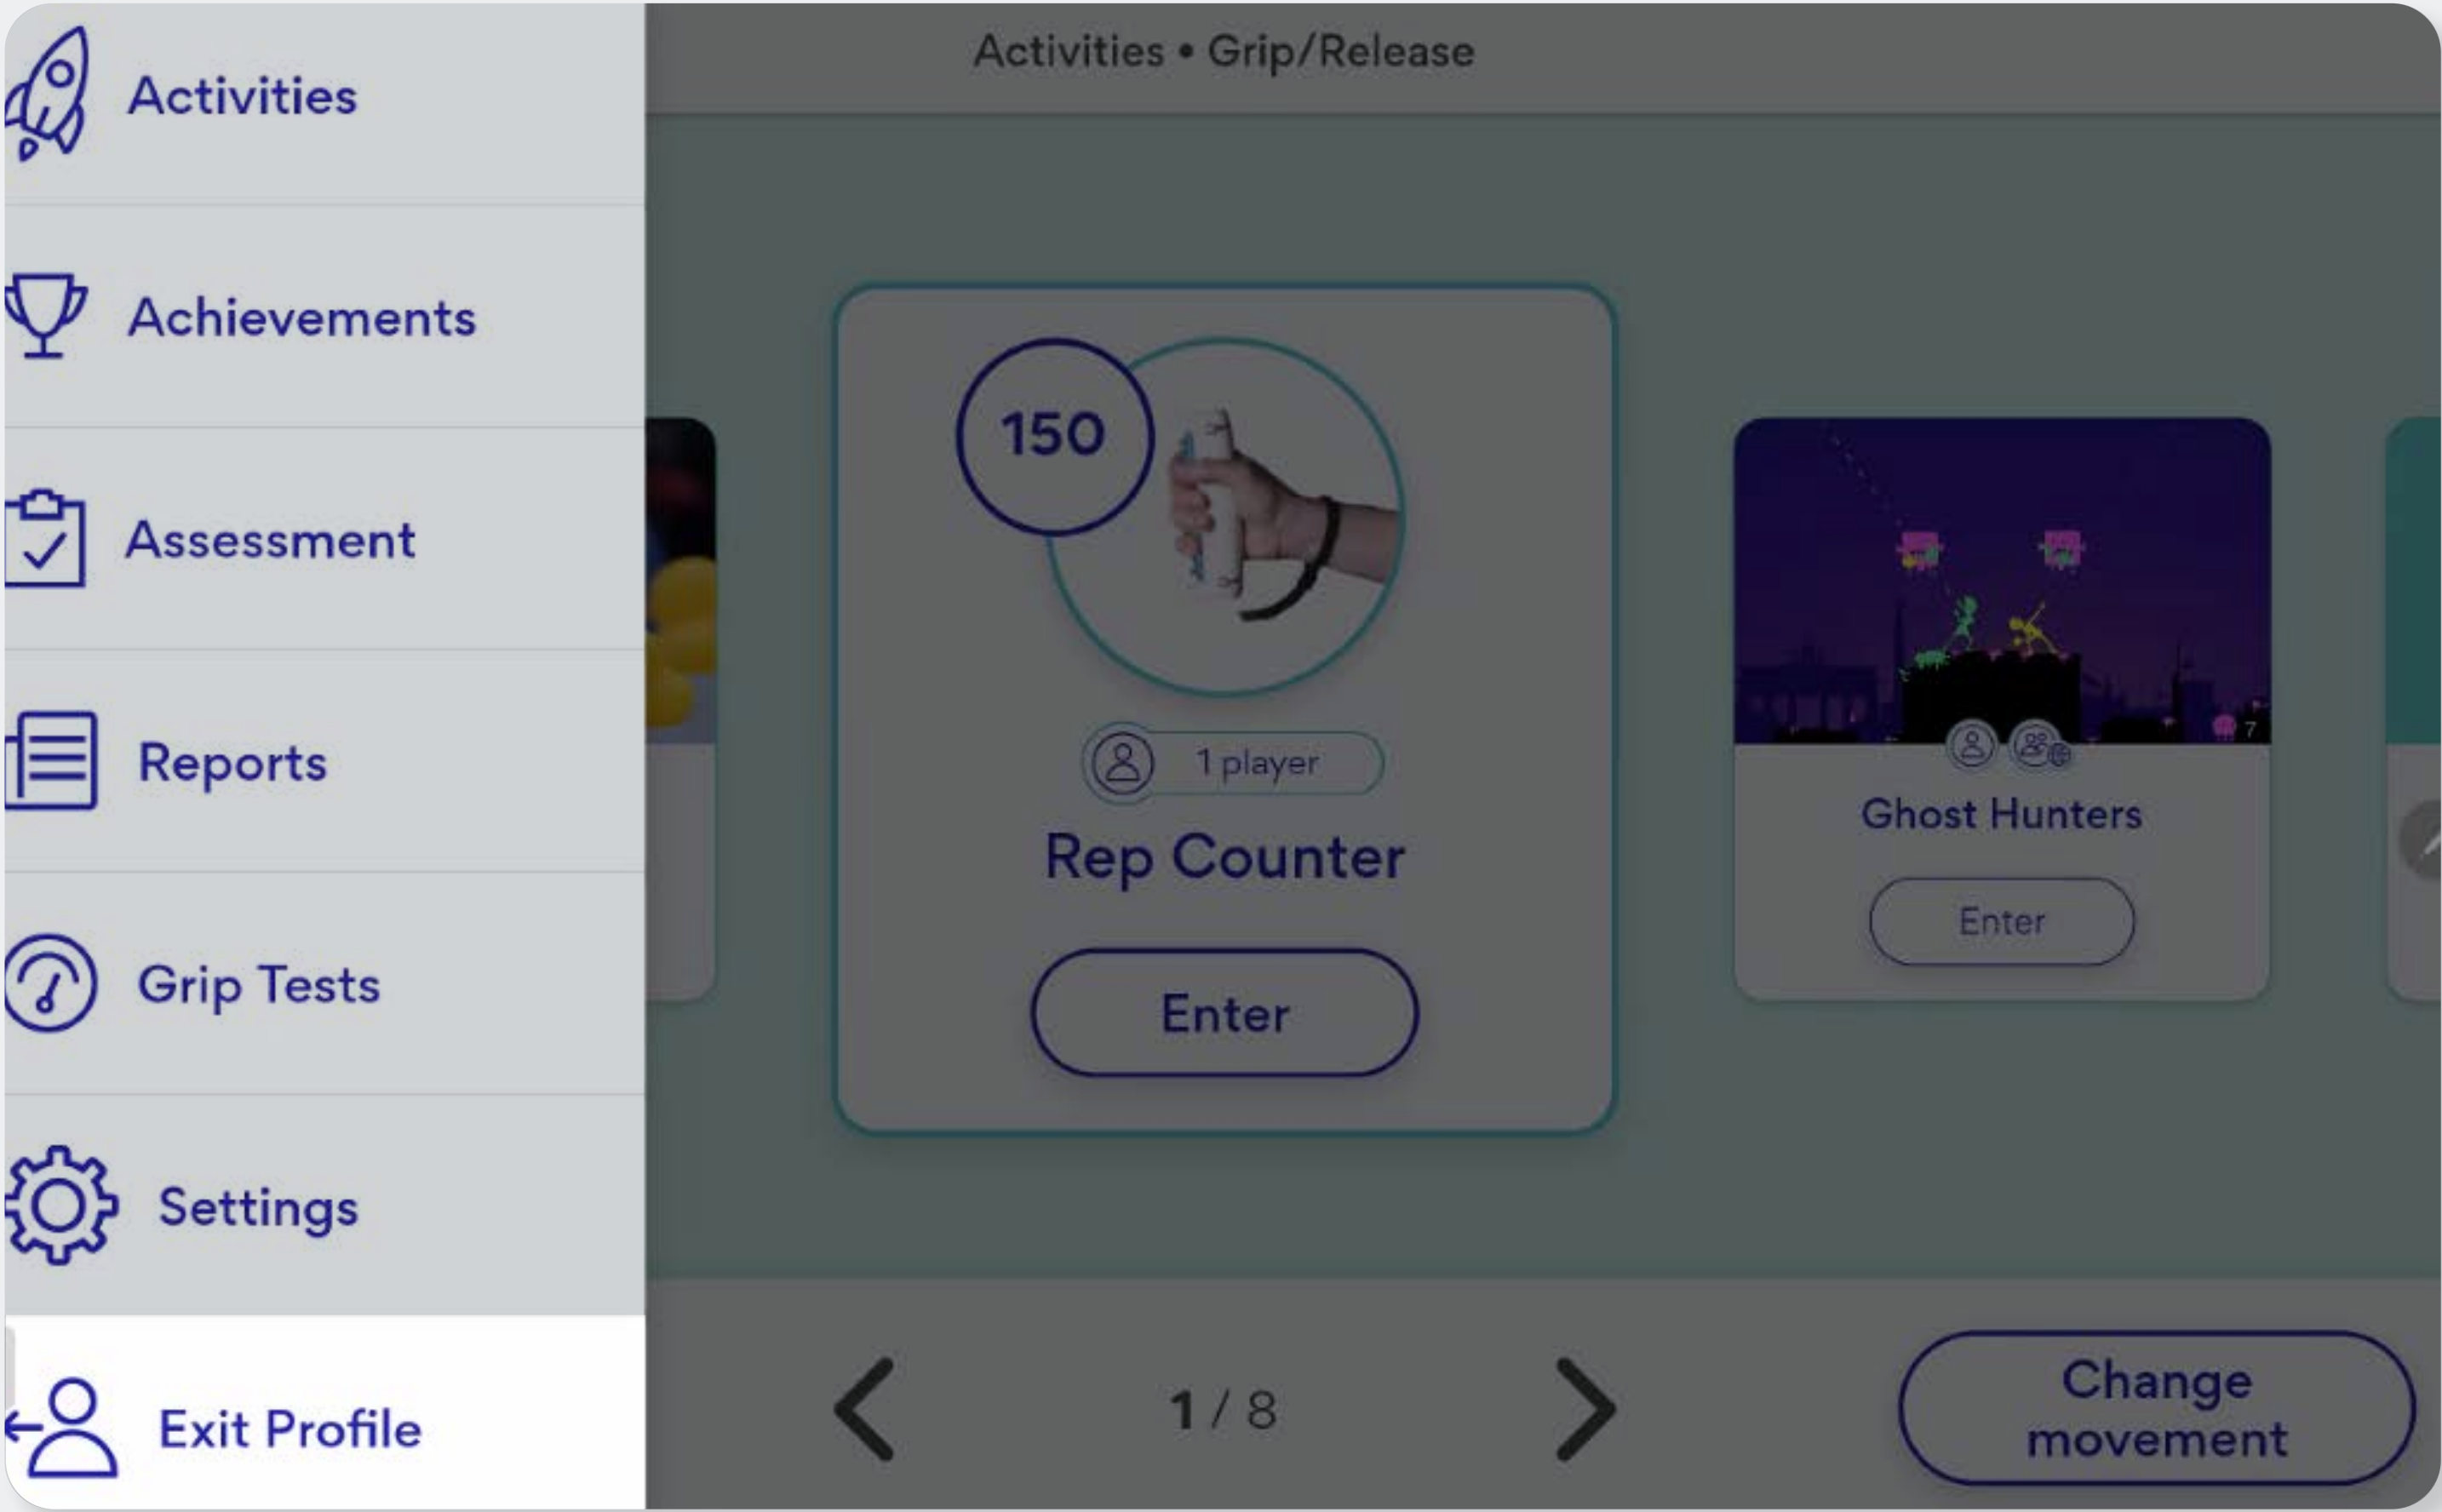 Activities
Achievements
Assessment
Reports
Grip Tests
Settings
Exit Profile
Activities • Grip/Release
150
1 player
Rep Counter
Enter
7
Ghost Hunters
Enter
1 / 8
Change
movement